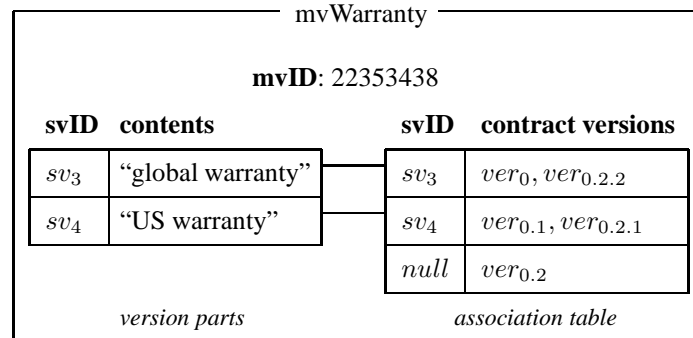 mvWarranty
mvID: 22353438
svID contents svID contract versions
sv₃ “global warranty” sv₃ ver₀, ver₀.₂.₂
sv₄ “US warranty” sv₄ ver₀.₁, ver₀.₂.₁
null ver₀.₂
version parts association table